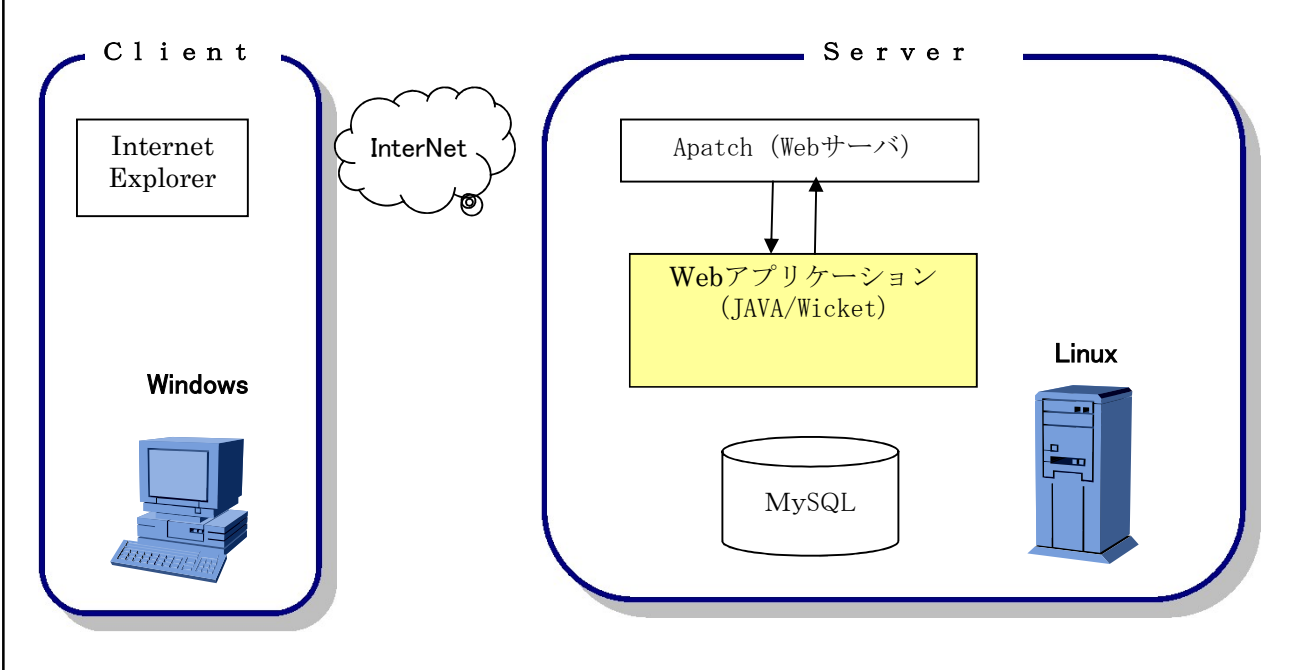 Ｃｌｉｅｎｔ
Ｓｅｒｖｅｒ
Internet
Explorer
InterNet
Apatch (Webサーバ)
Webアプリケーション
(JAVA/Wicket)
Windows
Linux
MySQL